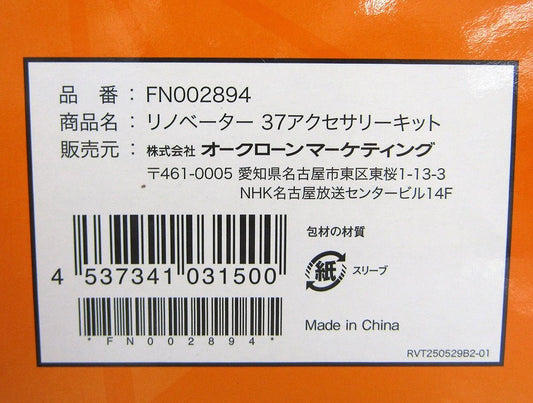 品　番 : FN002894
商品名 : リノベーター 37アクセサリーキット
販売元 : 株式会社 オークローンマーケティング
〒461-0005 愛知県名古屋市東区東桜1-13-3
NHK名古屋放送センタービル14F
包材の材質
紙 スリーブ
4 537341 031500
*FN002894*
Made in China
RVT250529B2-01